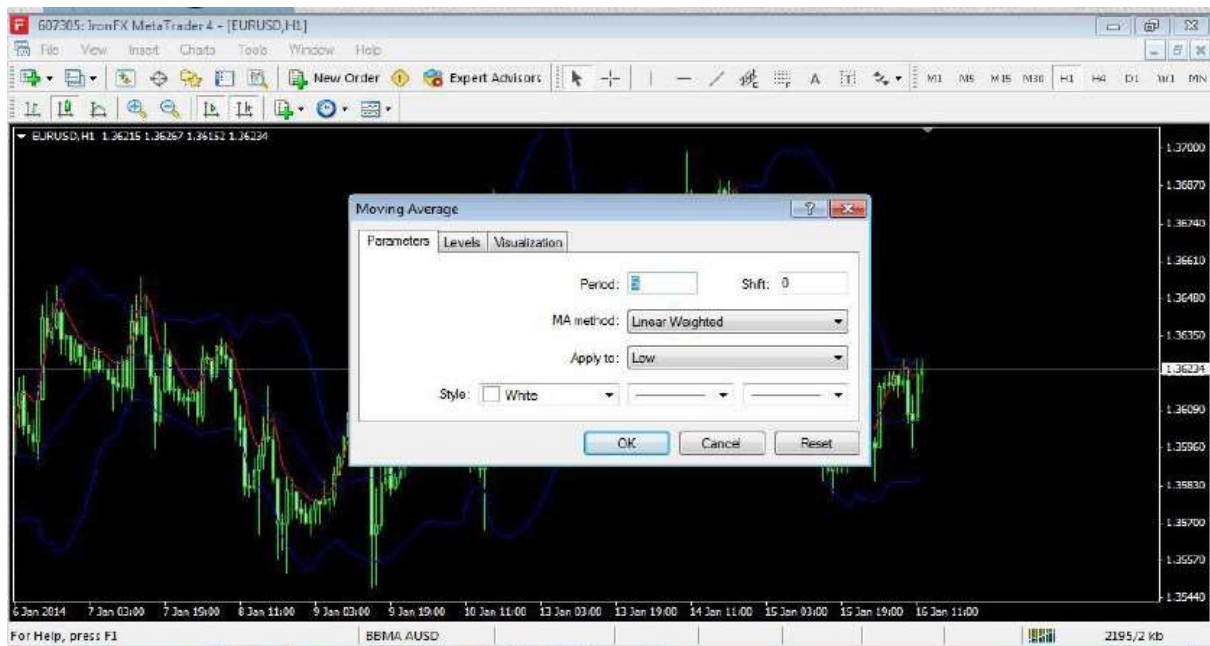 607305: IronFX MetaTrader 4 - [EURUSD,H1]
File View Insert Charts Tools Window Help
New Order Expert Advisors A T M1 M5 M15 M30 H1 H4 D1 W1 MN
EURUSD,H1 1.36215 1.36267 1.36152 1.36234
1.37000
1.36870
1.36740
1.36610
1.36480
1.36350
1.36234
1.36090
1.35960
1.35830
1.35700
1.35570
1.35440
Moving Average
Parameters Levels Visualization
Period: 5 Shift: 0
MA method: Linear Weighted
Apply to: Low
Style: White
OK Cancel Reset
6 Jan 2014 7 Jan 03:00 7 Jan 19:00 8 Jan 11:00 9 Jan 03:00 9 Jan 19:00 10 Jan 11:00 13 Jan 03:00 13 Jan 19:00 14 Jan 11:00 15 Jan 03:00 15 Jan 19:00 16 Jan 11:00
For Help, press F1 BBMA AUSD 2195/2 kb